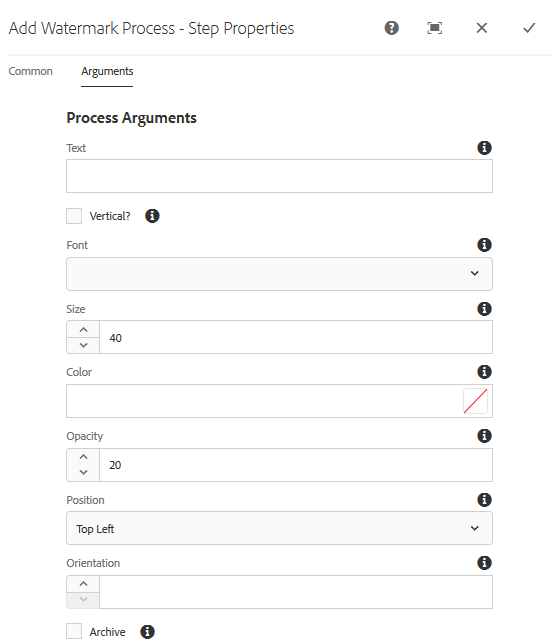 Add Watermark Process - Step Properties
Common Arguments
Process Arguments
Text
Vertical?
Font
Size
40
Color
Opacity
20
Position
Top Left
Orientation
Archive